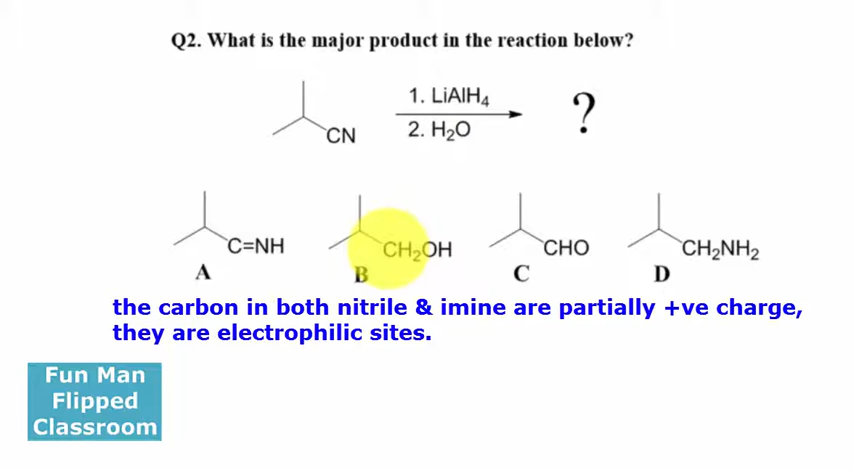 Q2. What is the major product in the reaction below?
1. LiAlH4
CN
2. H2O
?
C=NH
CH2OH
CHO
CH2NH2
A
B
C
D
the carbon in both nitrile & imine are partially +ve charge,
they are electrophilic sites.
Fun Man
Flipped
Classroom